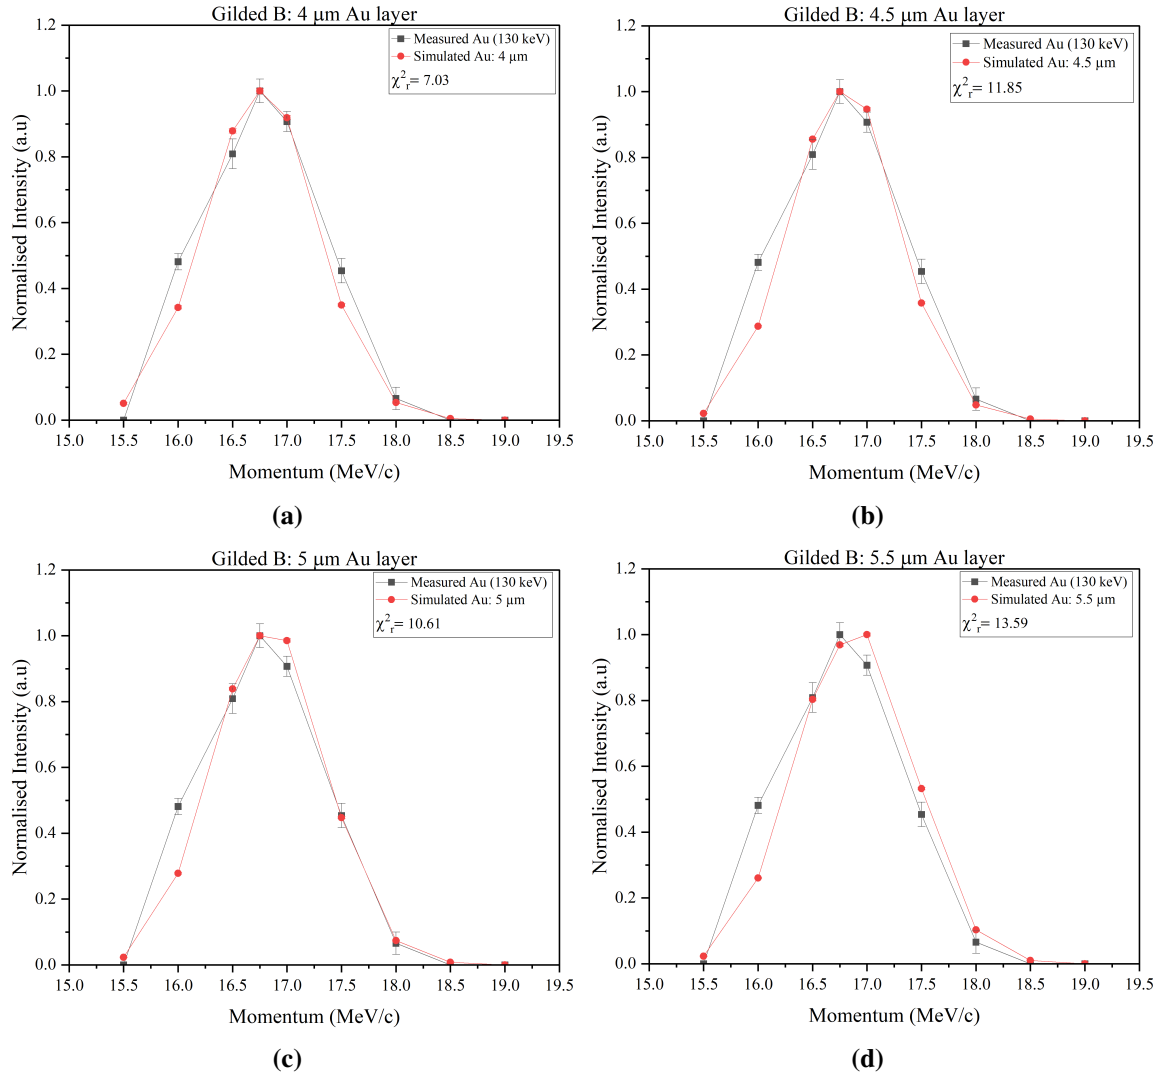 Gilded B: 4 μm Au layer
Measured Au (130 keV)
Simulated Au: 4 μm
χ²r= 7.03
Normalised Intensity (a.u)
1.2
1.0
0.8
0.6
0.4
0.2
0.0
15.0 15.5 16.0 16.5 17.0 17.5 18.0 18.5 19.0 19.5
Momentum (MeV/c)
(a)
Gilded B: 4.5 μm Au layer
Measured Au (130 keV)
Simulated Au: 4.5 μm
χ²r= 11.85
Normalised Intensity (a.u)
1.2
1.0
0.8
0.6
0.4
0.2
0.0
15.0 15.5 16.0 16.5 17.0 17.5 18.0 18.5 19.0 19.5
Momentum (MeV/c)
(b)
Gilded B: 5 μm Au layer
Measured Au (130 keV)
Simulated Au: 5 μm
χ²r= 10.61
Normalised Intensity (a.u)
1.2
1.0
0.8
0.6
0.4
0.2
0.0
15.0 15.5 16.0 16.5 17.0 17.5 18.0 18.5 19.0 19.5
Momentum (MeV/c)
(c)
Gilded B: 5.5 μm Au layer
Measured Au (130 keV)
Simulated Au: 5.5 μm
χ²r= 13.59
Normalised Intensity (a.u)
1.2
1.0
0.8
0.6
0.4
0.2
0.0
15.0 15.5 16.0 16.5 17.0 17.5 18.0 18.5 19.0 19.5
Momentum (MeV/c)
(d)